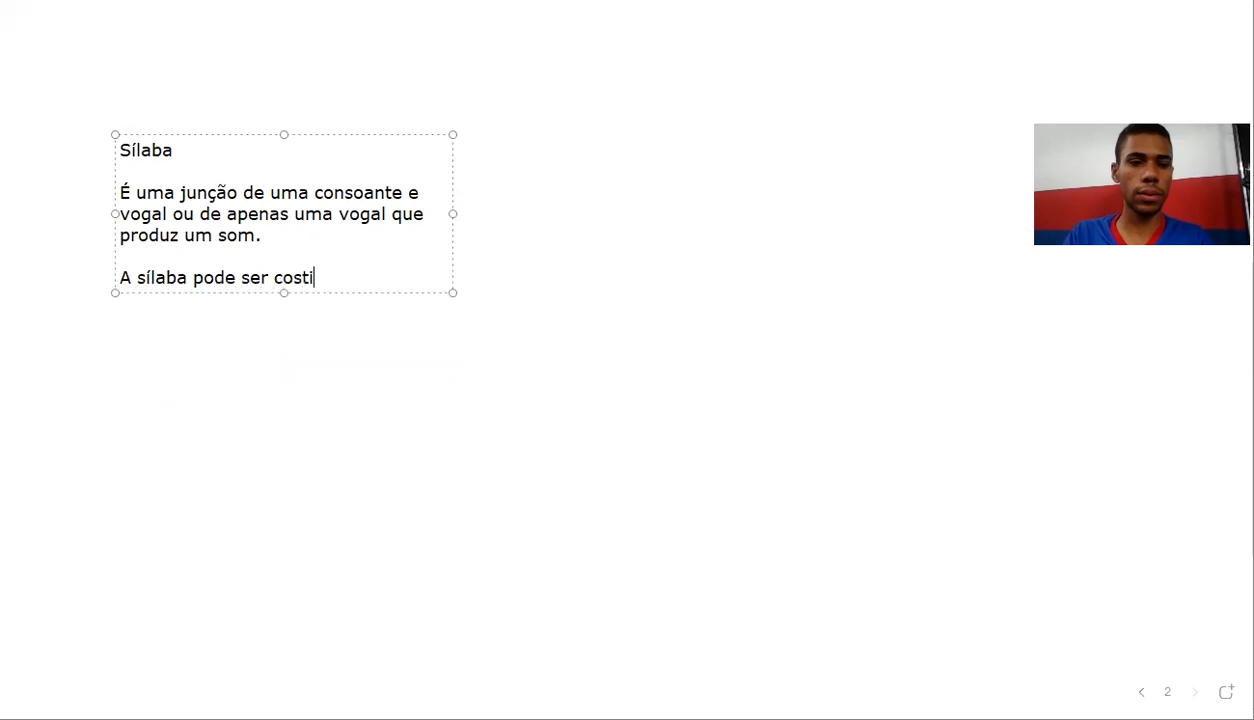 Sílaba
É uma junção de uma consoante e
vogal ou de apenas uma vogal que
produz um som.
A sílaba pode ser costi
2